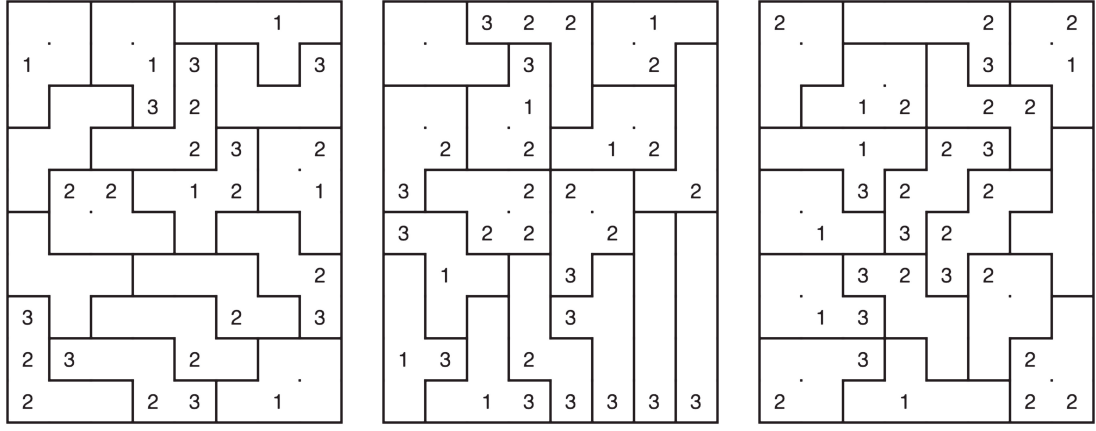 1 3 2 2 1 2 2 2
1 1 3 3 3 2 3 1
3 2 1 1 2 2 2
2 3 2 2 2 1 2 1 2 3
2 2 1 2 1 3 2 2 2 3 2 2
3 2 2 2 1 3 2
2 1 3 3 2 3 2
3 2 3 3 1 3
2 3 2 1 3 2 3 2
2 2 3 1 1 3 3 3 3 3 2 1 2 2